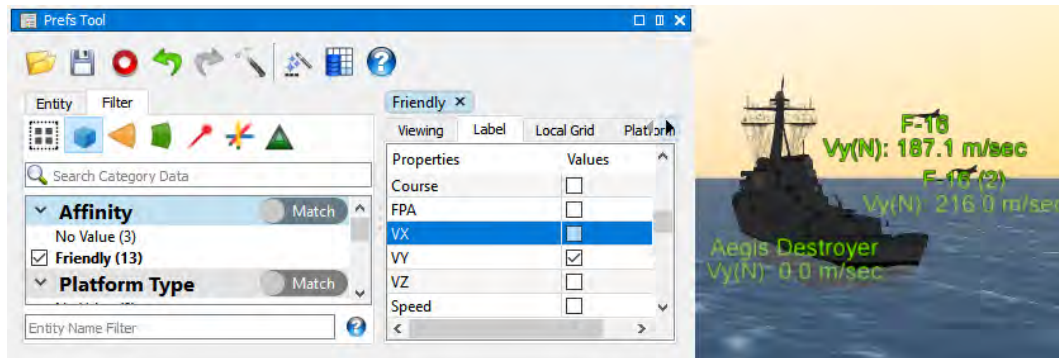 Prefs Tool
Entity Filter
Search Category Data
Affinity Match
No Value (3)
Friendly (13)
Platform Type Match
Entity Name Filter
Friendly
Viewing Label Local Grid Platform
Properties Values
Course
FPA
VX
VY
VZ
Speed
F-16
Vy(N): 187.1 m/sec
F-16 (2)
Vy(N): 216.0 m/sec
Aegis Destroyer
Vy(N): 0.0 m/sec